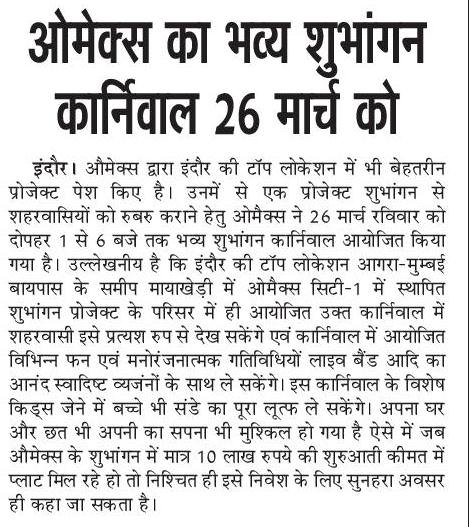 ओमेक्स का भव्य शुभांगन
कार्निवाल 26 मार्च को
इंदौर। औमेक्स द्वारा इंदौर की टॉप लोकेशन में भी बेहतरीन
प्रोजेक्ट पेश किए है। उनमें से एक प्रोजेक्ट शुभांगन से
शहरवासियों को रुबरु कराने हेतु ओमैक्स ने 26 मार्च रविवार को
दोपहर 1 से 6 बजे तक भव्य शुभांगन कार्निवाल आयोजित किया
गया है। उल्लेखनीय है कि इंदौर की टॉप लोकेशन आगरा-मुम्बई
बायपास के समीप मायाखेड़ी में ओमैक्स सिटी-1 में स्थापित
शुभांगन प्रोजेक्ट के परिसर में ही आयोजित उक्त कार्निवाल में
शहरवासी इसे प्रत्यश रुप से देख सकेंगे एवं कार्निवाल में आयोजित
विभिन्न फन एवं मनोरंजनात्मक गतिविधियों लाइव बैंड आदि का
आनंद स्वादिष्ट व्यजंनों के साथ ले सकेंगे। इस कार्निवाल के विशेष
किड्स जेने में बच्चे भी संडे का पूरा लूत्फ ले सकेंगे। अपना घर
और छत भी अपनी का सपना भी मुश्किल हो गया है ऐसे में जब
औमेक्स के शुभांगन में मात्र 10 लाख रुपये की शुरुआती कीमत में
प्लाट मिल रहे हो तो निश्चित ही इसे निवेश के लिए सुनहरा अवसर
ही कहा जा सकता है।